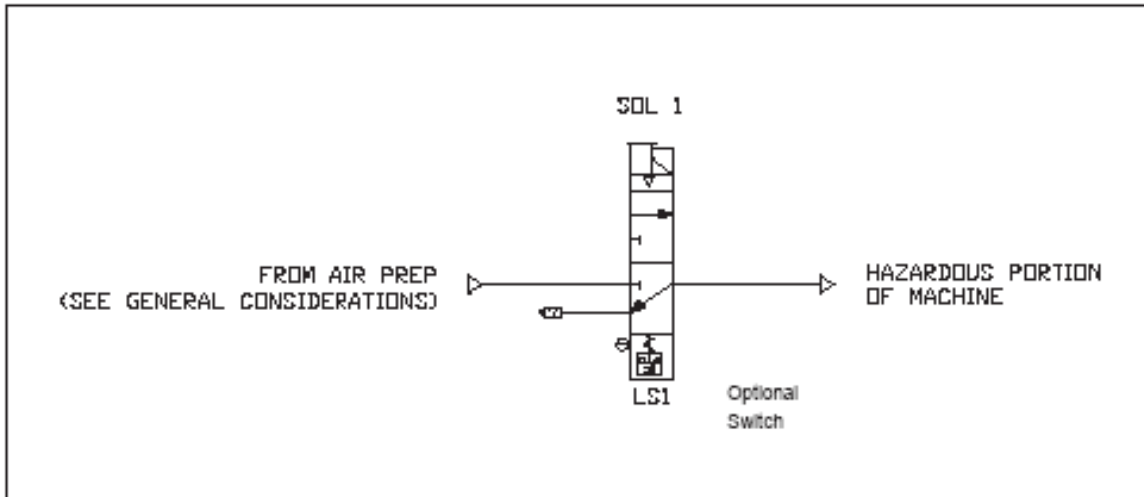 SOL 1
FROM AIR PREP
(SEE GENERAL CONSIDERATIONS)
HAZARDOUS PORTION
OF MACHINE
LS1
Optional
Switch